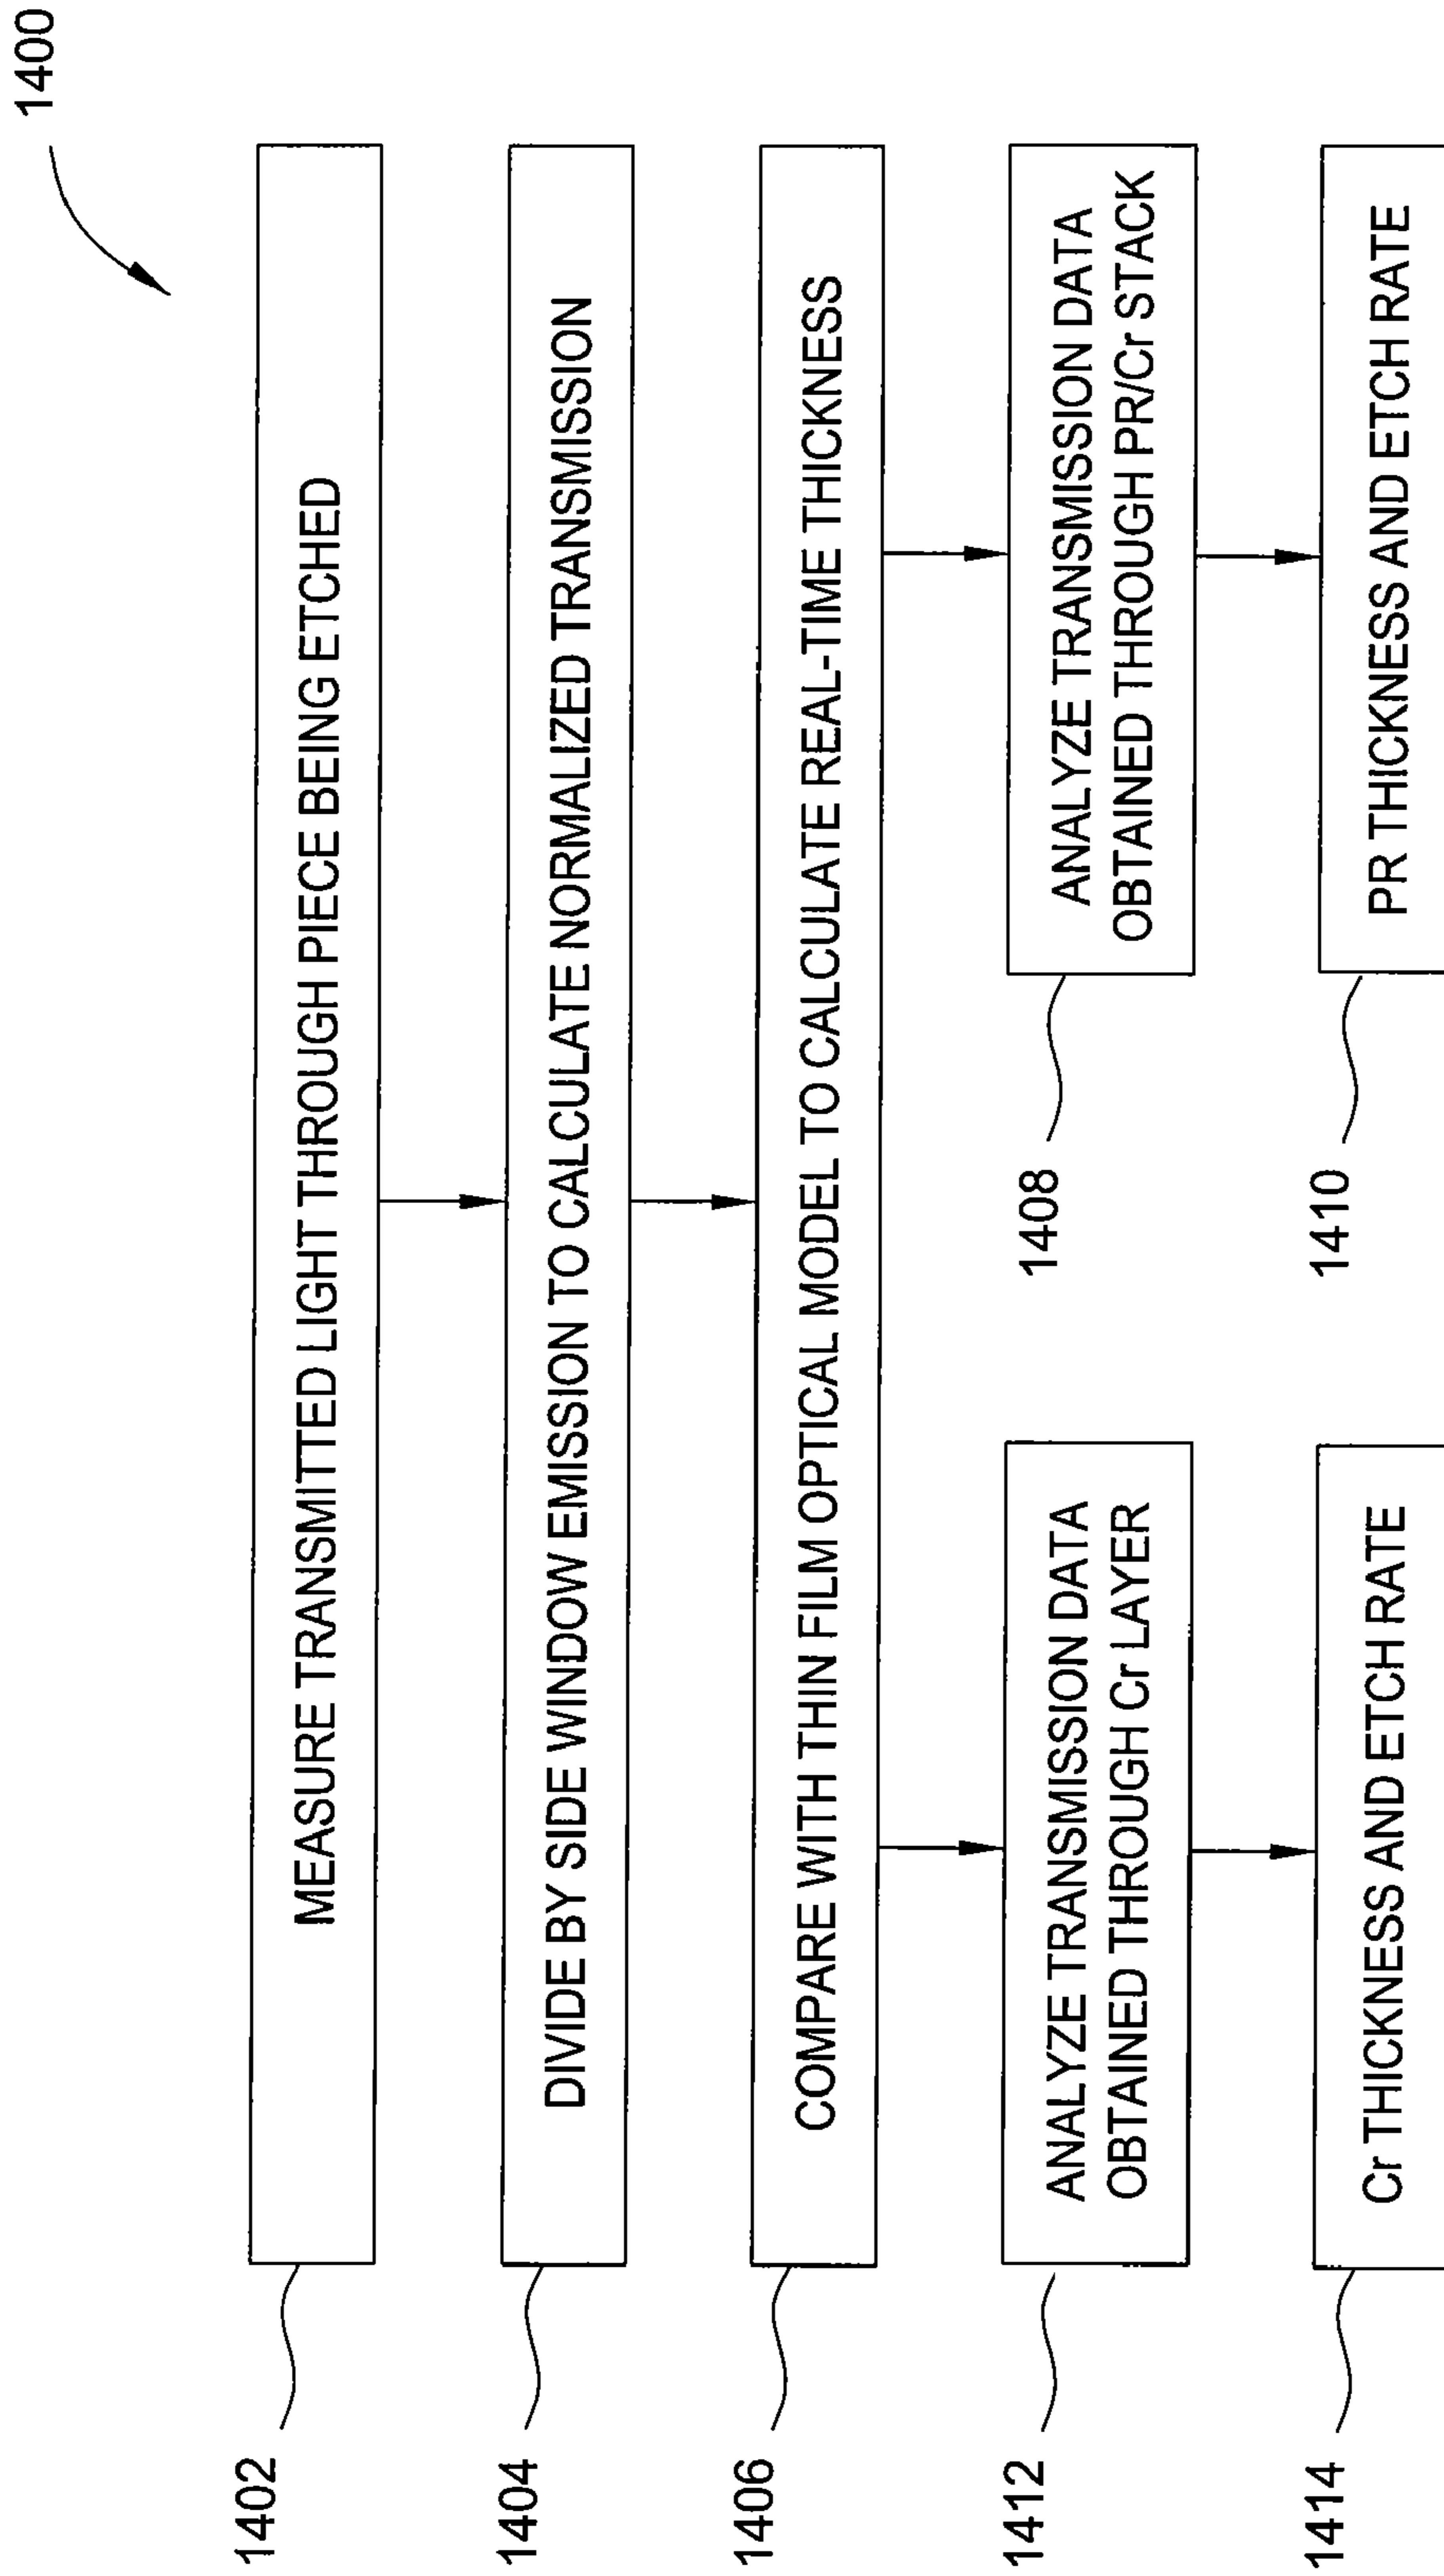 1400
1402
MEASURE TRANSMITTED LIGHT THROUGH PIECE BEING ETCHED
1404
DIVIDE BY SIDE WINDOW EMISSION TO CALCULATE NORMALIZED TRANSMISSION
1406
COMPARE WITH THIN FILM OPTICAL MODEL TO CALCULATE REAL-TIME THICKNESS
1412
ANALYZE TRANSMISSION DATA
OBTAINED THROUGH Cr LAYER
1408
ANALYZE TRANSMISSION DATA
OBTAINED THROUGH PR/Cr STACK
1414
Cr THICKNESS AND ETCH RATE
1410
PR THICKNESS AND ETCH RATE